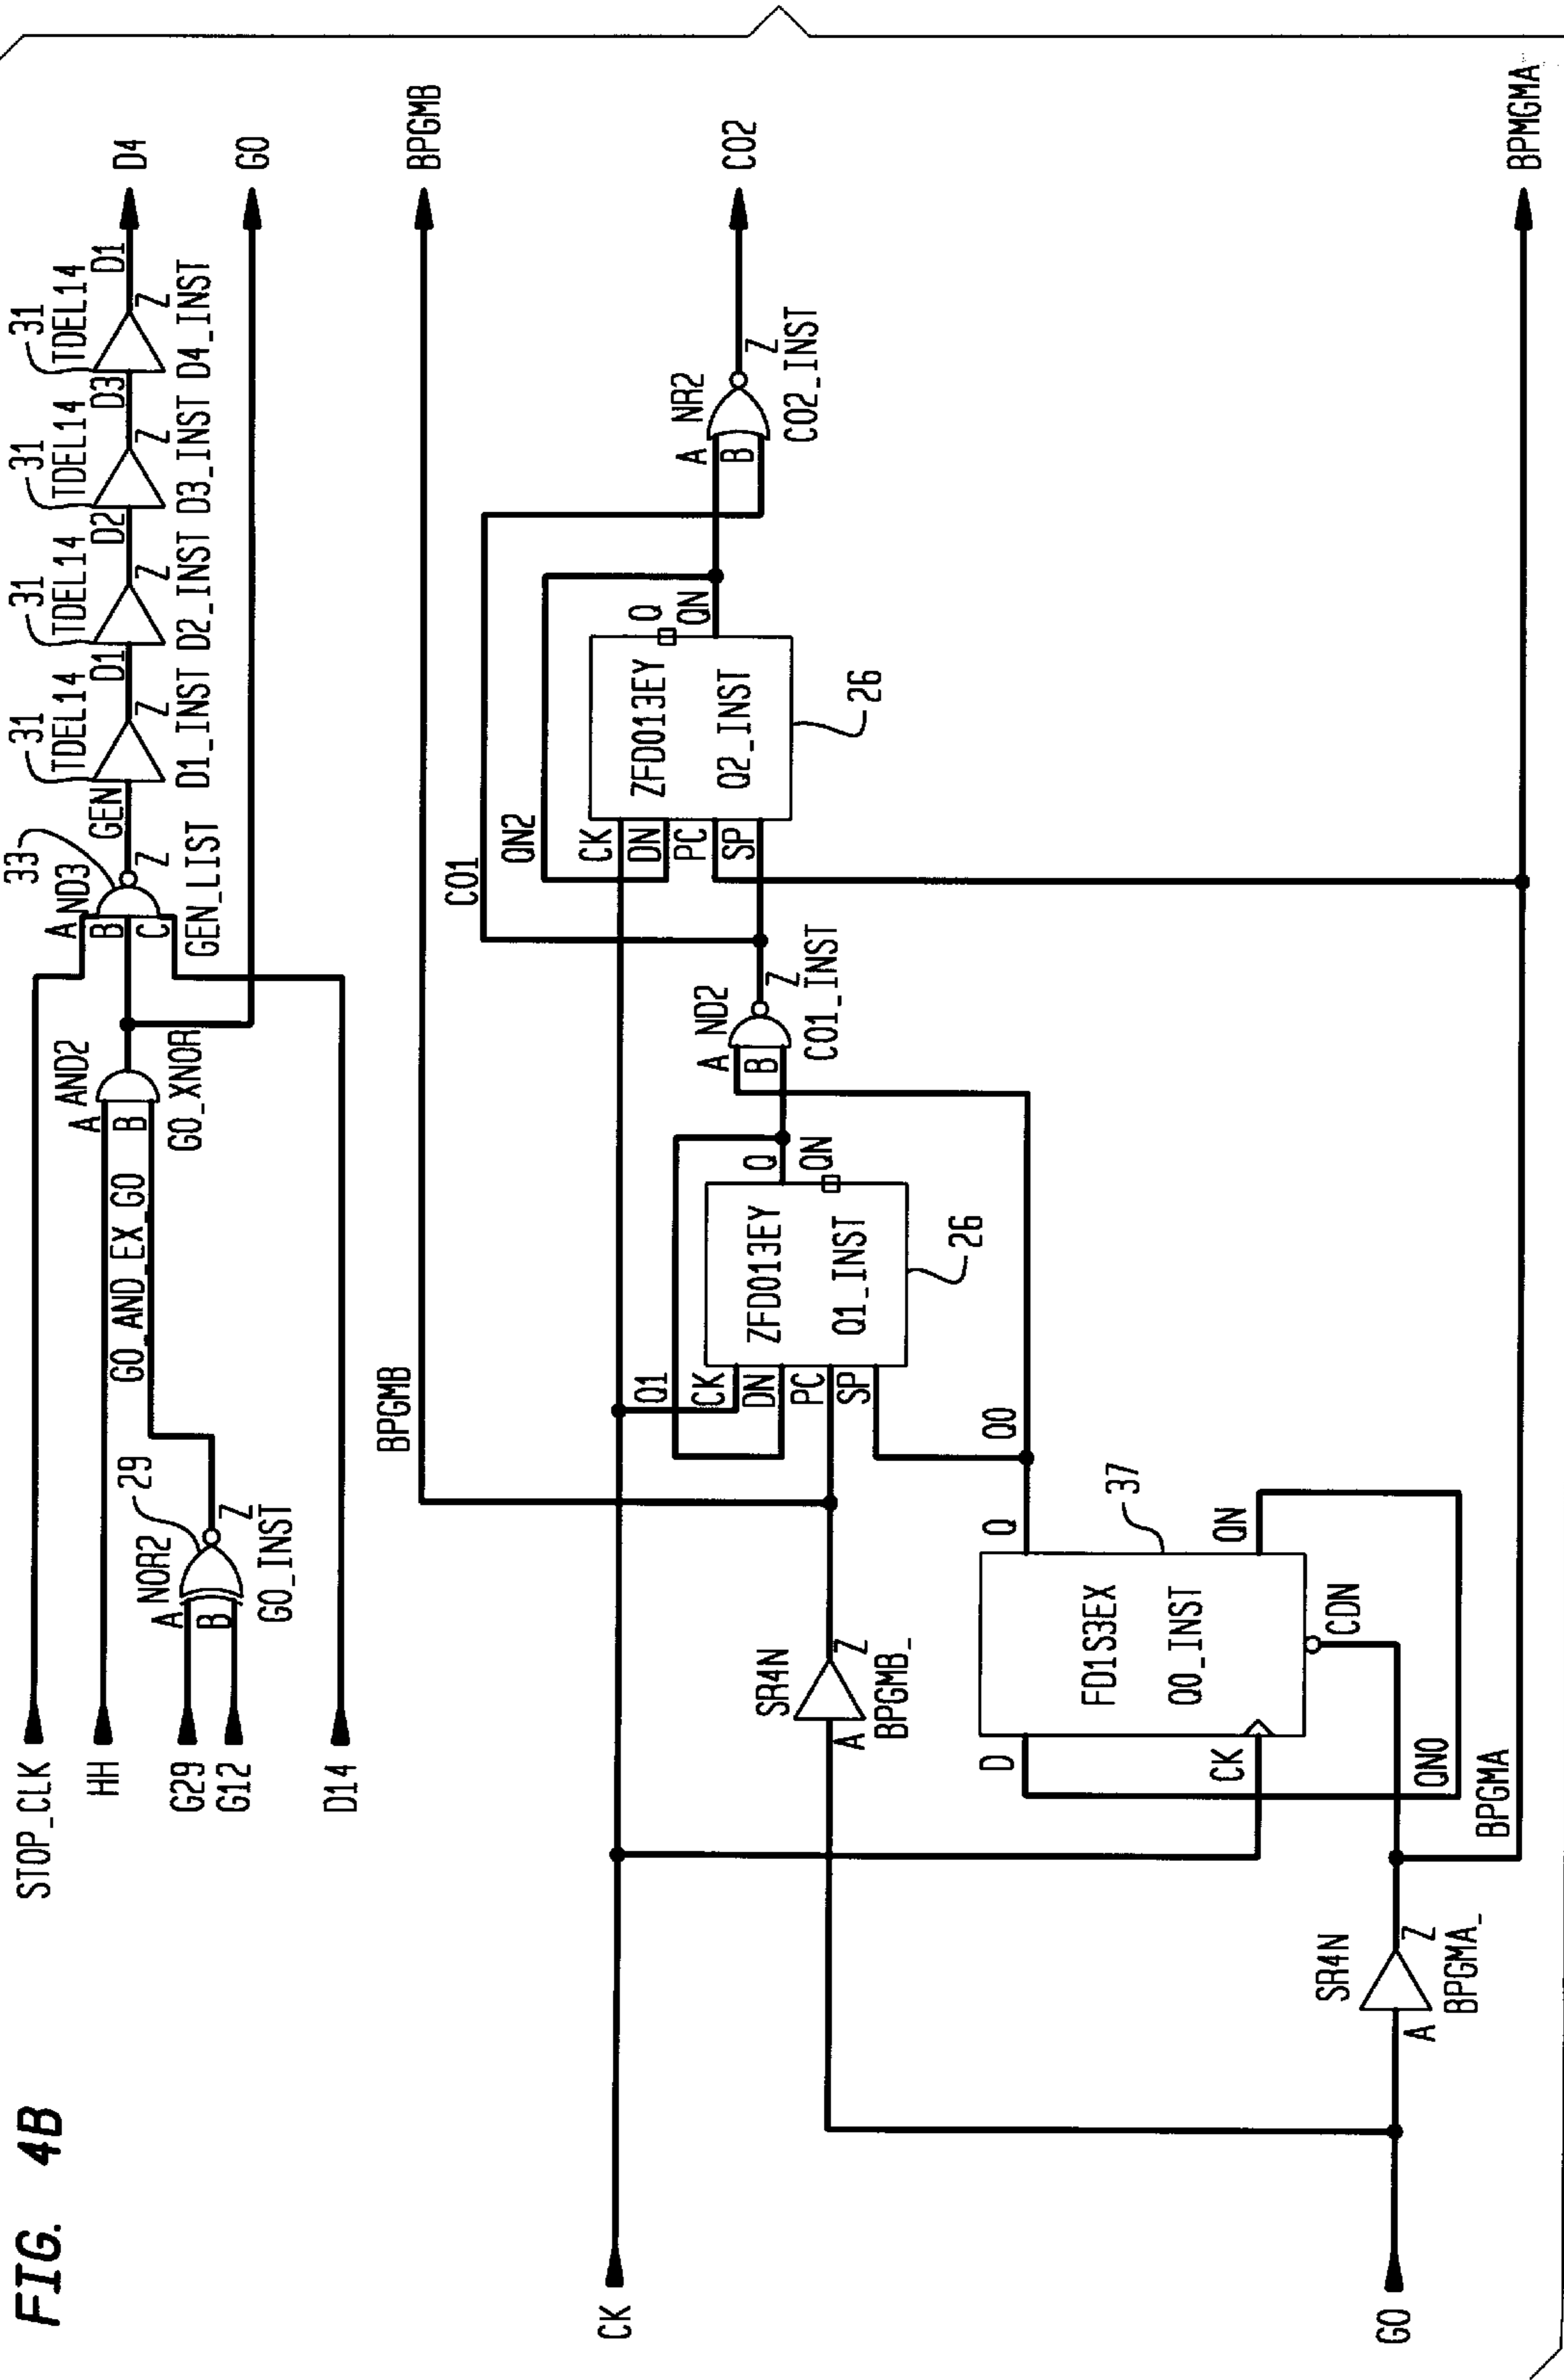 FIG. 4B
STOP_CLK
HH
G29
G12
D14
A
B
NOR2
29
Z
GO_INST
GO_AND_EX_GO
A
B
AND2
GO_XNOR
A
B
C
ND3
33
Z
GEN_LIST
GEN
31
TDEL14
Z
D1_INST
D1
31
TDEL14
Z
D2_INST
D2
31
TDEL14
Z
D3_INST
D3
31
TDEL14
Z
D4_INST
D1
D4
GO
BPGMB
BPGMB
CK
GO
SR4N
A
Z
BPGMB_
SR4N
A
Z
BPGMA_
BPGMA
BPMGMA
D
CK
FD1S3EX
Q0_INST
37
Q
QN
CDN
QN0
Q0
Q1
CK
DN
PC
SP
ZFD013EY
Q1_INST
26
Q
QN
A
B
ND2
Z
CO1_INST
CO1
QN2
CK
DN
PC
SP
ZFD013EY
Q2_INST
26
Q
QN
A
B
NR2
Z
CO2_INST
CO2